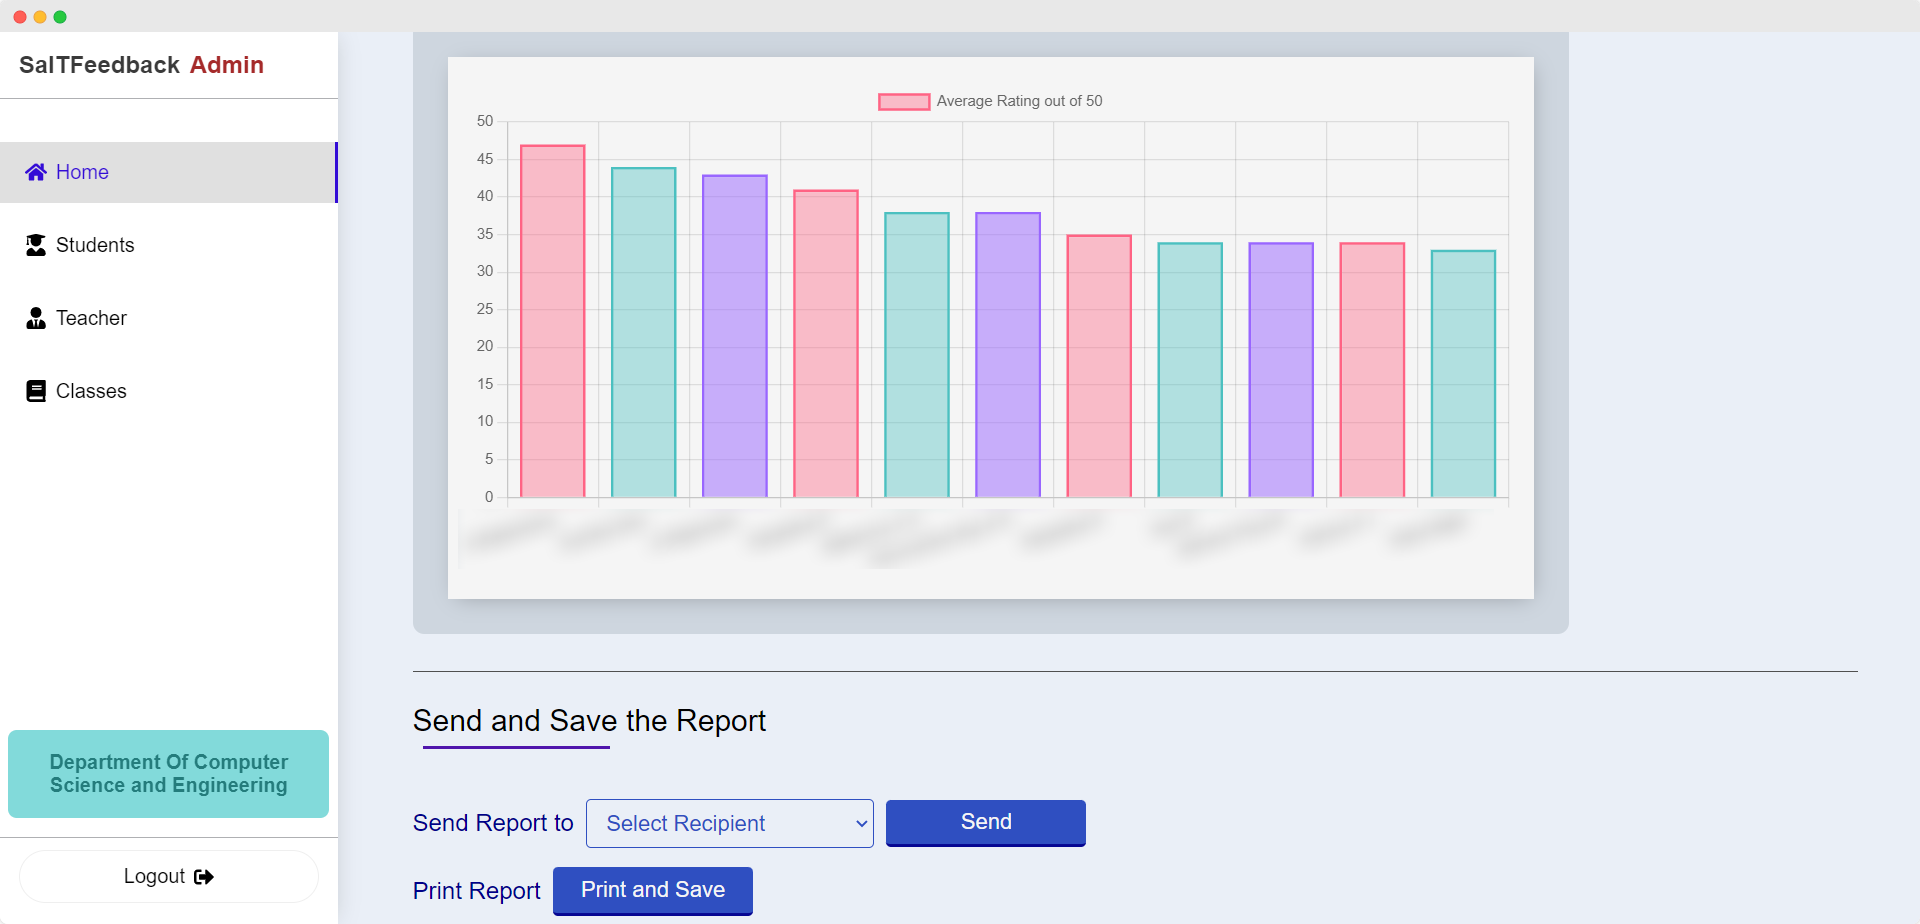 SaITFeedback Admin
Home
Students
Teacher
Classes
Department Of Computer
Science and Engineering
Logout
Average Rating out of 50
50
45
40
35
30
25
20
15
10
5
0
Send and Save the Report
Send Report to
Select Recipient
Send
Print Report
Print and Save